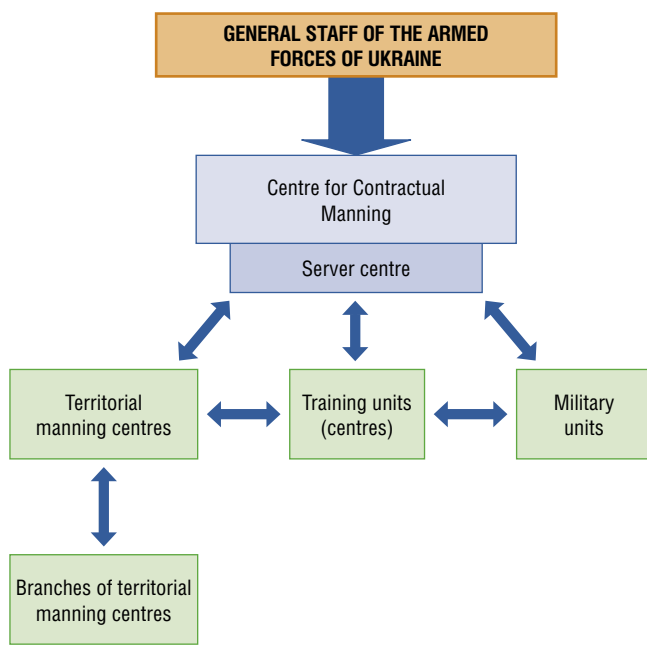 GENERAL STAFF OF THE ARMED
FORCES OF UKRAINE
Centre for Contractual
Manning
Server centre
Territorial
manning centres
Training units
(centres)
Military
units
Branches of territorial
manning centres